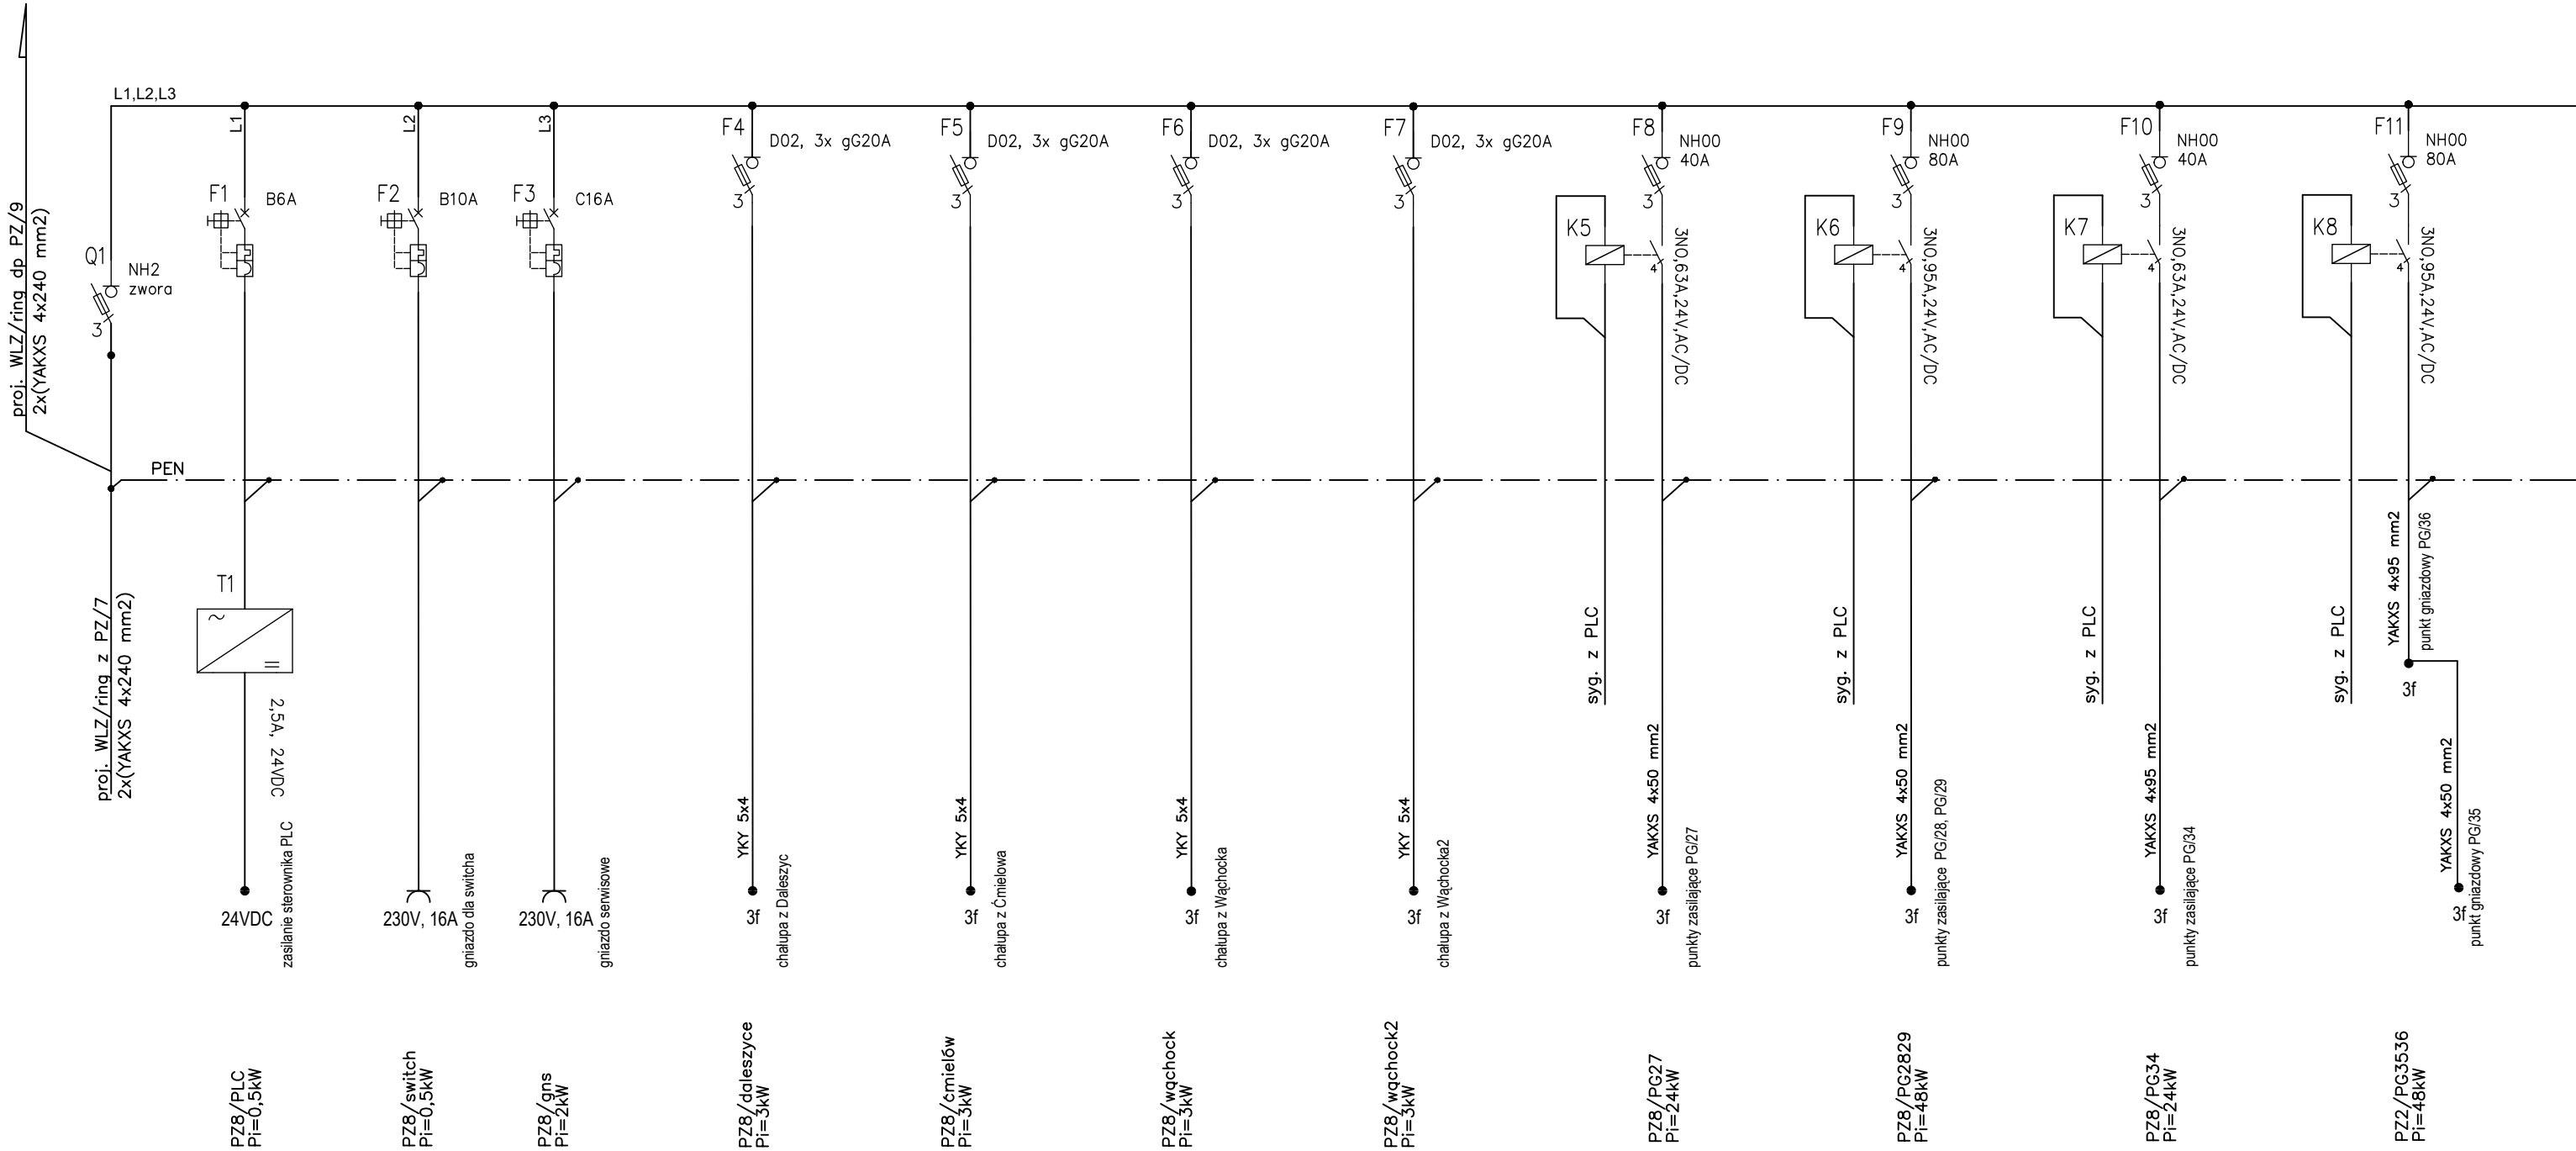 proj. WLZ/ring dp PZ/9
2x(YAKXS 4x240 mm2)
L1,L2,L3
Q1
NH2
zwora
3
PEN
proj. WLZ/ring z PZ/7
2x(YAKXS 4x240 mm2)
L1
F1
B6A
T1
2,5A, 24VDC
24VDC
zasilanie sterownika PLC
PZ8/PLC
Pi=0,5kW
L2
F2
B10A
230V, 16A
gniazdo dla switcha
PZ8/switch
Pi=0,5kW
L3
F3
C16A
230V, 16A
gniazdo serwisowe
PZ8/gns
Pi=2kW
F4
D02, 3x gG20A
3
YKY 5x4
3f
chałupa z Daleszyc
PZ8/daleszyce
Pi=3kW
F5
D02, 3x gG20A
3
YKY 5x4
3f
chałupa z Ćmielowa
PZ8/ćmielów
Pi=3kW
F6
D02, 3x gG20A
3
YKY 5x4
3f
chałupa z Wąchocka
PZ8/wąchock
Pi=3kW
F7
D02, 3x gG20A
3
YKY 5x4
3f
chałupa z Wąchocka2
PZ8/wąchock2
Pi=3kW
F8
NH00
40A
3
K5
4
3NO,63A,24V,AC/DC
syg. z PLC
YAKXS 4x50 mm2
3f
punkty zasilające PG/27
PZ8/PG27
Pi=24kW
F9
NH00
80A
3
K6
4
3NO,95A,24V,AC/DC
syg. z PLC
YAKXS 4x50 mm2
3f
punkty zasilające PG/28, PG/29
PZ8/PG2829
Pi=48kW
F10
NH00
40A
3
K7
4
3NO,63A,24V,AC/DC
syg. z PLC
YAKXS 4x95 mm2
3f
punkty zasilające PG/34
PZ8/PG34
Pi=24kW
F11
NH00
80A
3
K8
4
3NO,95A,24V,AC/DC
syg. z PLC
YAKXS 4x95 mm2
punkt gniazdowy PG/36
3f
YAKXS 4x50 mm2
3f
punkt gniazdowy PG/35
PZ2/PG3536
Pi=48kW